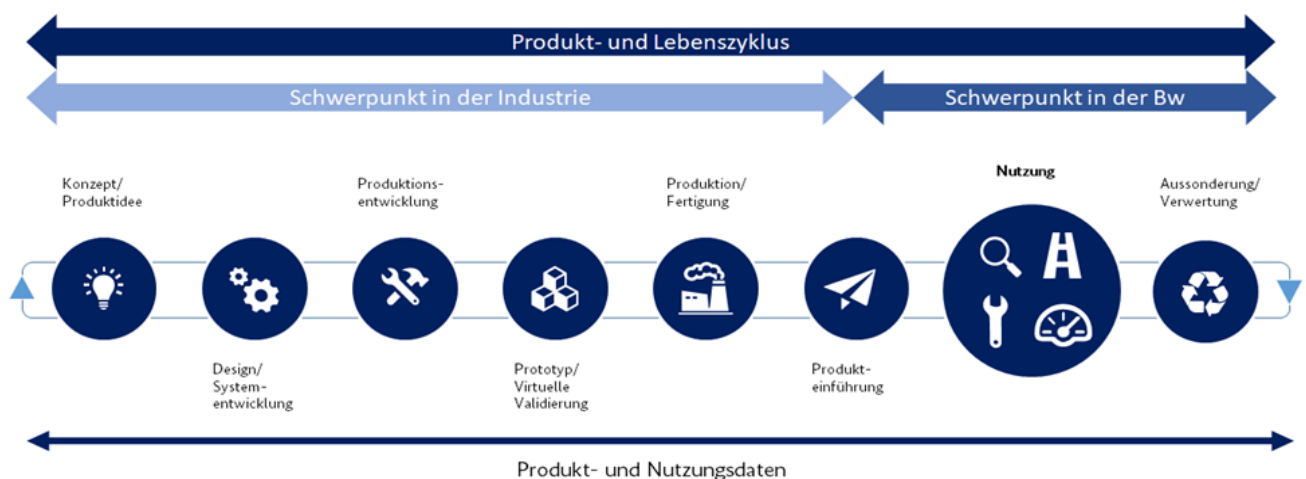 Produkt- und Lebenszyklus
Schwerpunkt in der Industrie
Schwerpunkt in der Bw
Konzept/
Produktidee
Design/
System-
entwicklung
Produktions-
entwicklung
Prototyp/
Virtuelle
Validierung
Produktion/
Fertigung
Produkt-
einführung
Nutzung
Aussonderung/
Verwertung
Produkt- und Nutzungsdaten